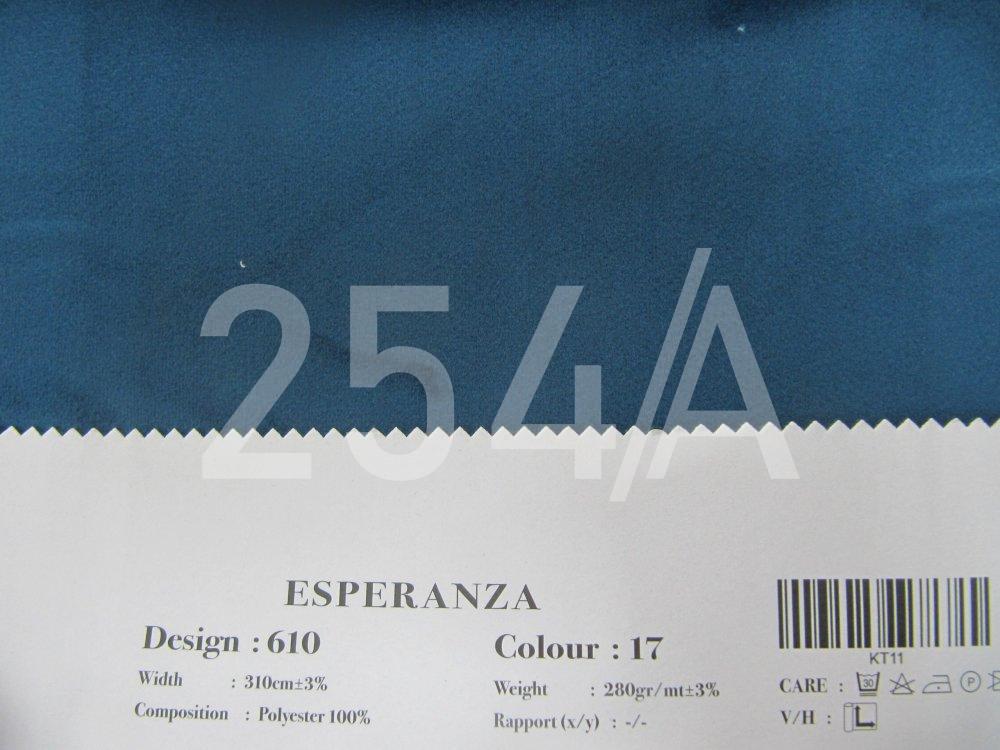 254/A
ESPERANZA
Design : 610
Colour : 17
Width : 310cm±3%
Weight : 280gr/mt±3%
Composition : Polyester 100%
Rapport (x/y) : -/-
KT11
CARE : 30 P
V/H :